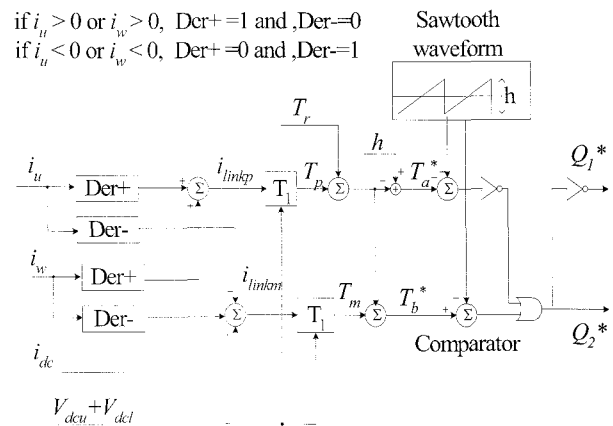 if i_u > 0 or i_w > 0, Dcr+ =1 and ,Der-=0
if i_u < 0 or i_w < 0, Dcr+ =0 and ,Der-=1
Sawtooth
waveform
h
T_r
h
i_u
Der+
Σ
i_linkp
T_1
T_p
Σ
T_a*
Σ
Q_1*
Der-
i_w
Der+
Der-
Σ
i_linkm
T_1
T_m
Σ
T_b*
Σ
Comparator
Q_2*
i_dc
V_dcu+V_dcl